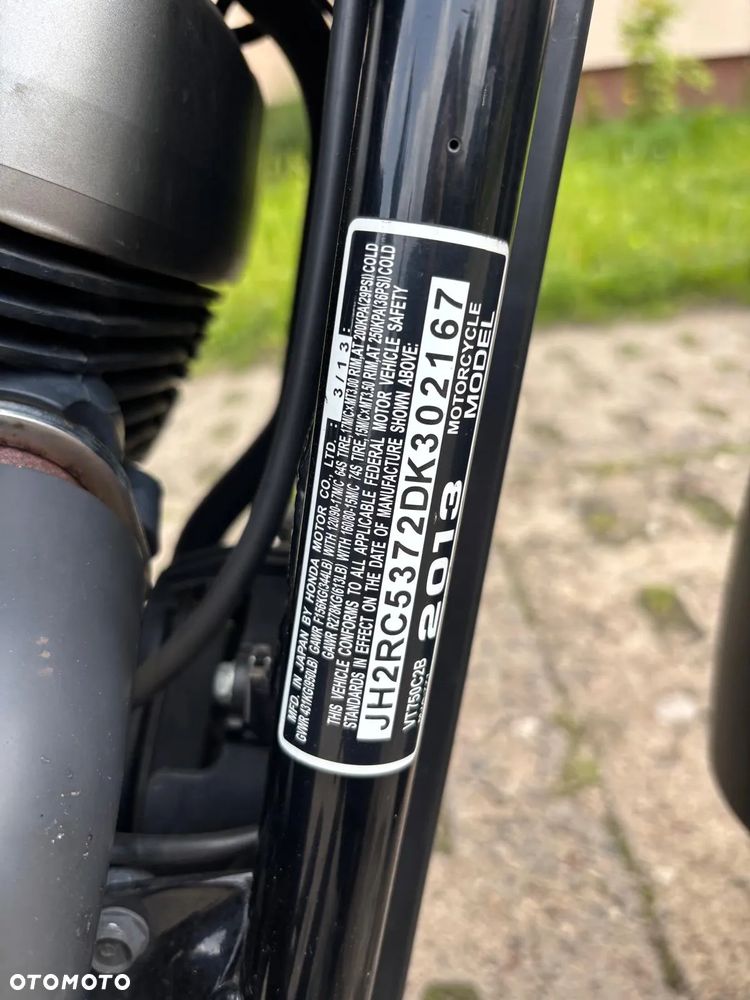 MFD. IN JAPAN BY HONDA MOTOR CO., LTD. : 3/13 :
GVWR 431KG(950LB) GAWR F156KG(344LB) WITH 120/90-17M/C 64S TIRE,17M/C×MT3.00 RIM,AT 200KPA(29PSI),COLD
GAWR R278KG(613LB) WITH 160/80-15M/C 74S TIRE,15M/C×MT3.50 RIM,AT 250KPA(36PSI),COLD
THIS VEHICLE CONFORMS TO ALL APPLICABLE FEDERAL MOTOR VEHICLE SAFETY
STANDARDS IN EFFECT ON THE DATE OF MANUFACTURE SHOWN ABOVE:
JH2RC5372DK302167
VT750C2B 2013 MOTORCYCLE
MODEL
OTOMOTO